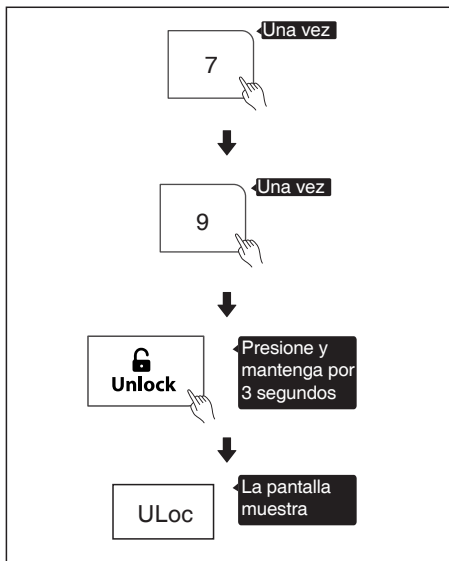 Una vez
7
Una vez
9
Unlock
Presione y
mantenga por
3 segundos
ULoc
La pantalla
muestra